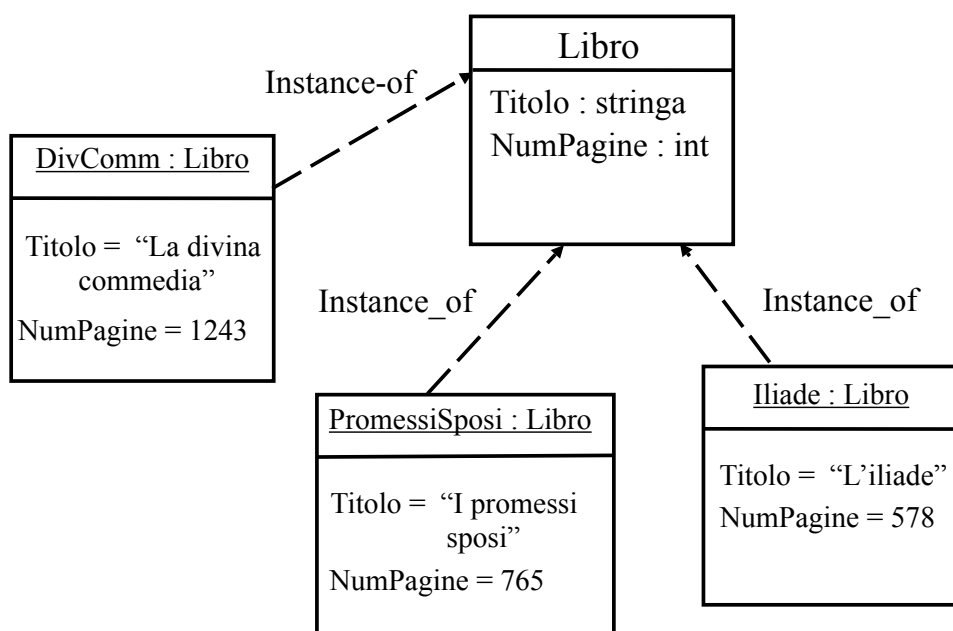 Libro
Titolo : stringa
NumPagine : int
Instance-of
DivComm : Libro
Titolo = “La divina
commedia”
NumPagine = 1243
Instance_of
Instance_of
PromessiSposi : Libro
Titolo = “I promessi
sposi”
NumPagine = 765
Iliade : Libro
Titolo = “L’iliade”
NumPagine = 578